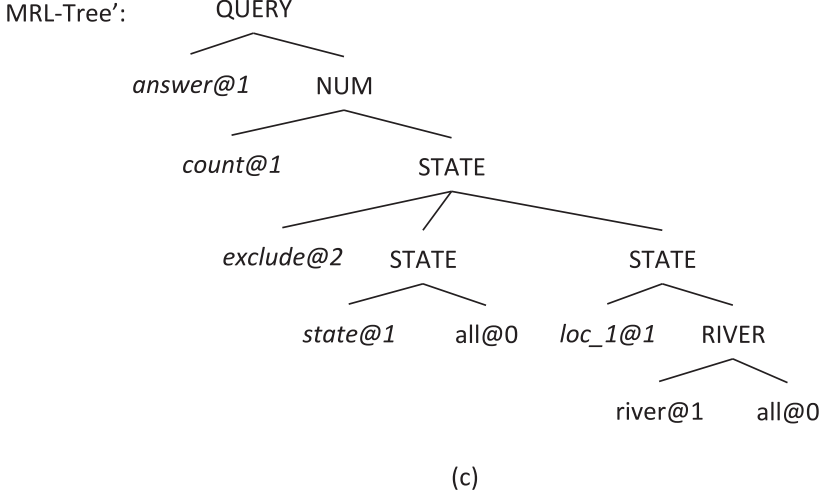 MRL-Tree’: QUERY
answer@1 NUM
count@1 STATE
exclude@2 STATE STATE
state@1 all@0 loc_1@1 RIVER
river@1 all@0
(c)